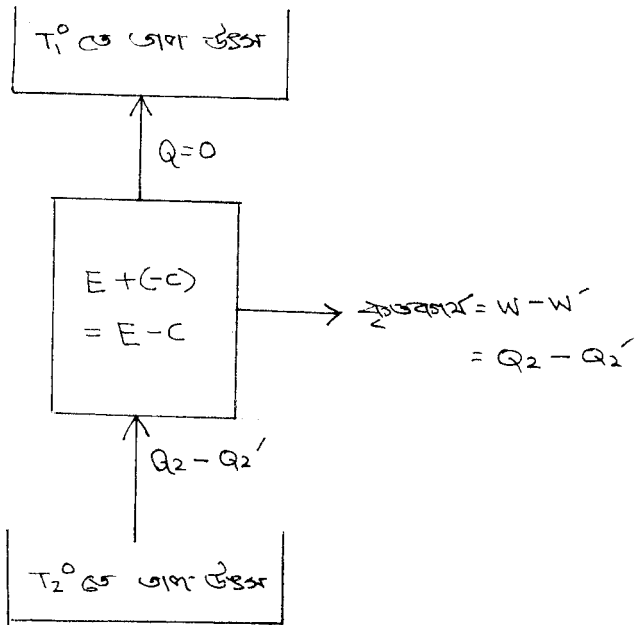 T₁° তে তাপ উৎস
Q=0
E +(-C)
= E-C
কৃতকার্য = W - W′
= Q₂ - Q₂′
Q₂ - Q₂′
T₂° তে তাপ উৎস